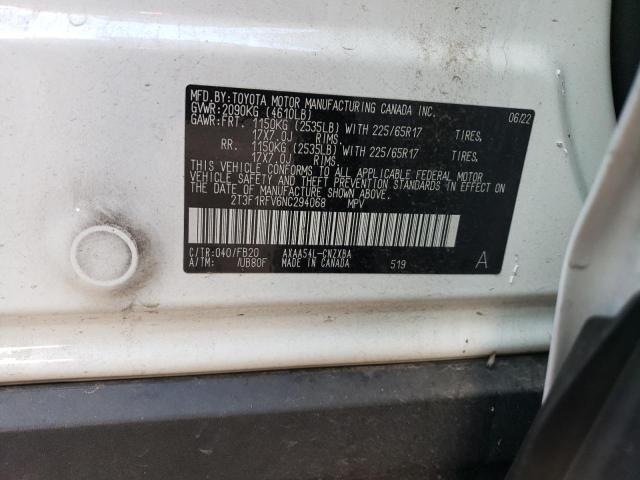 MFD.BY:TOYOTA MOTOR MANUFACTURING CANADA INC.
GVWR:2090KG (4610LB) 06/22
GAWR:FRT. 1150KG (2535LB) WITH 225/65R17 TIRES,
17X7.0J RIMS.
RR. 1150KG (2535LB) WITH 225/65R17 TIRES,
17X7.0J RIMS.
THIS VEHICLE CONFORMS TO ALL APPLICABLE FEDERAL MOTOR
VEHICLE SAFETY AND THEFT PREVENTION STANDARDS IN EFFECT ON
THE DATE OF MANUFACTURE SHOWN ABOVE.
2T3F1RFV6NC294068 MPV
C/TR:040/FB20 AXAA54L-CNZXBA
A/TM: /UB80F MADE IN CANADA 519 A